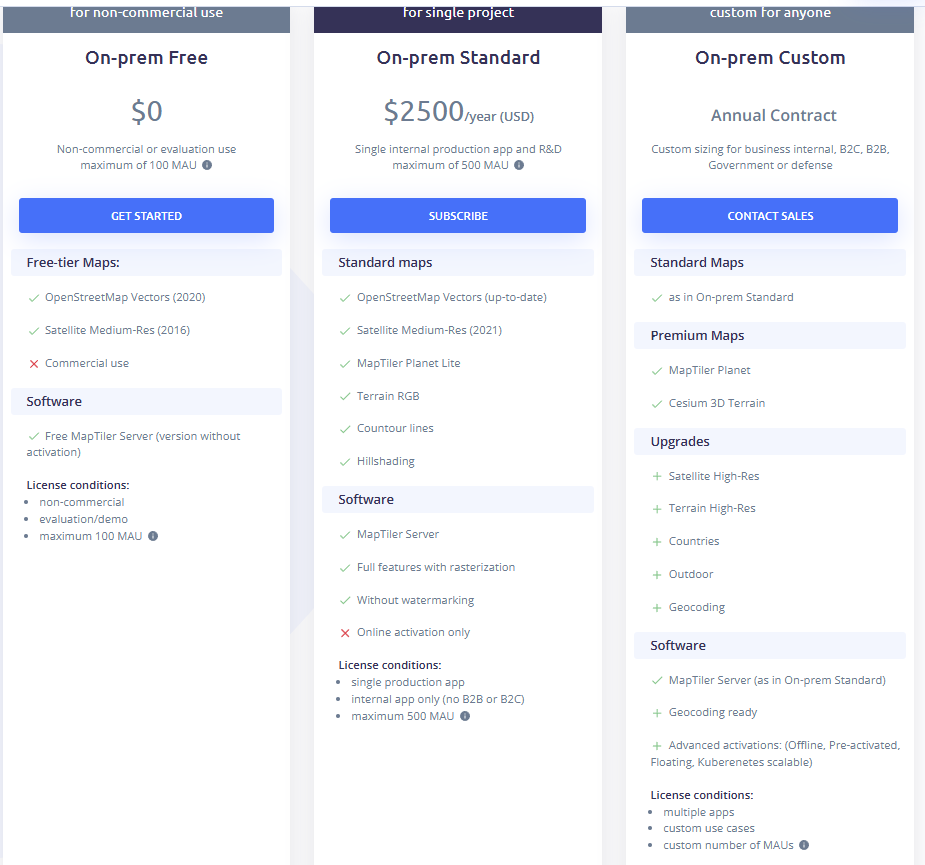 for non-commercial use
On-prem Free
$0
Non-commercial or evaluation use
maximum of 100 MAU
GET STARTED
Free-tier Maps:
OpenStreetMap Vectors (2020)
Satellite Medium-Res (2016)
Commercial use
Software
Free MapTiler Server (version without
activation)
License conditions:
non-commercial
evaluation/demo
maximum 100 MAU
for single project
On-prem Standard
$2500/year (USD)
Single internal production app and R&D
maximum of 500 MAU
SUBSCRIBE
Standard maps
OpenStreetMap Vectors (up-to-date)
Satellite Medium-Res (2021)
MapTiler Planet Lite
Terrain RGB
Countour lines
Hillshading
Software
MapTiler Server
Full features with rasterization
Without watermarking
Online activation only
License conditions:
single production app
internal app only (no B2B or B2C)
maximum 500 MAU
custom for anyone
On-prem Custom
Annual Contract
Custom sizing for business internal, B2C, B2B,
Government or defense
CONTACT SALES
Standard Maps
as in On-prem Standard
Premium Maps
MapTiler Planet
Cesium 3D Terrain
Upgrades
Satellite High-Res
Terrain High-Res
Countries
Outdoor
Geocoding
Software
MapTiler Server (as in On-prem Standard)
Geocoding ready
Advanced activations: (Offline, Pre-activated,
Floating, Kuberenetes scalable)
License conditions:
multiple apps
custom use cases
custom number of MAUs